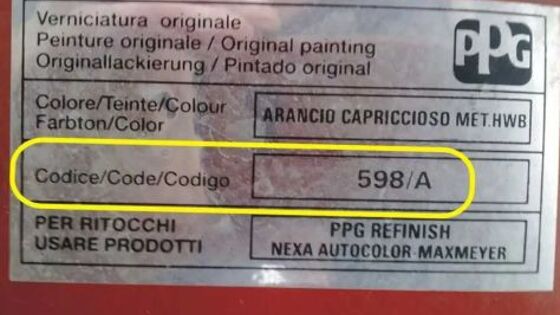 Verniciatura originale
Peinture originale / Original painting
Originallackierung / Pintado original
PPG
Colore/Teinte/Colour
Farbton/Color
ARANCIO CAPRICCIOSO MET.HWB
Codice/Code/Codigo
598/A
PER RITOCCHI
USARE PRODOTTI
PPG REFINISH
NEXA AUTOCOLOR-MAXMEYER